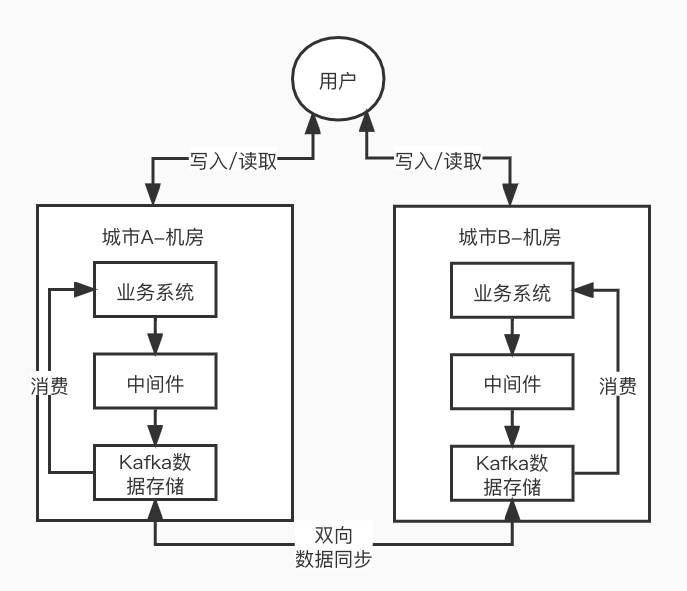 用户
写入/读取
写入/读取
城市A-机房
城市B-机房
业务系统
业务系统
消费
中间件
中间件
消费
Kafka数
据存储
Kafka数
据存储
双向
数据同步